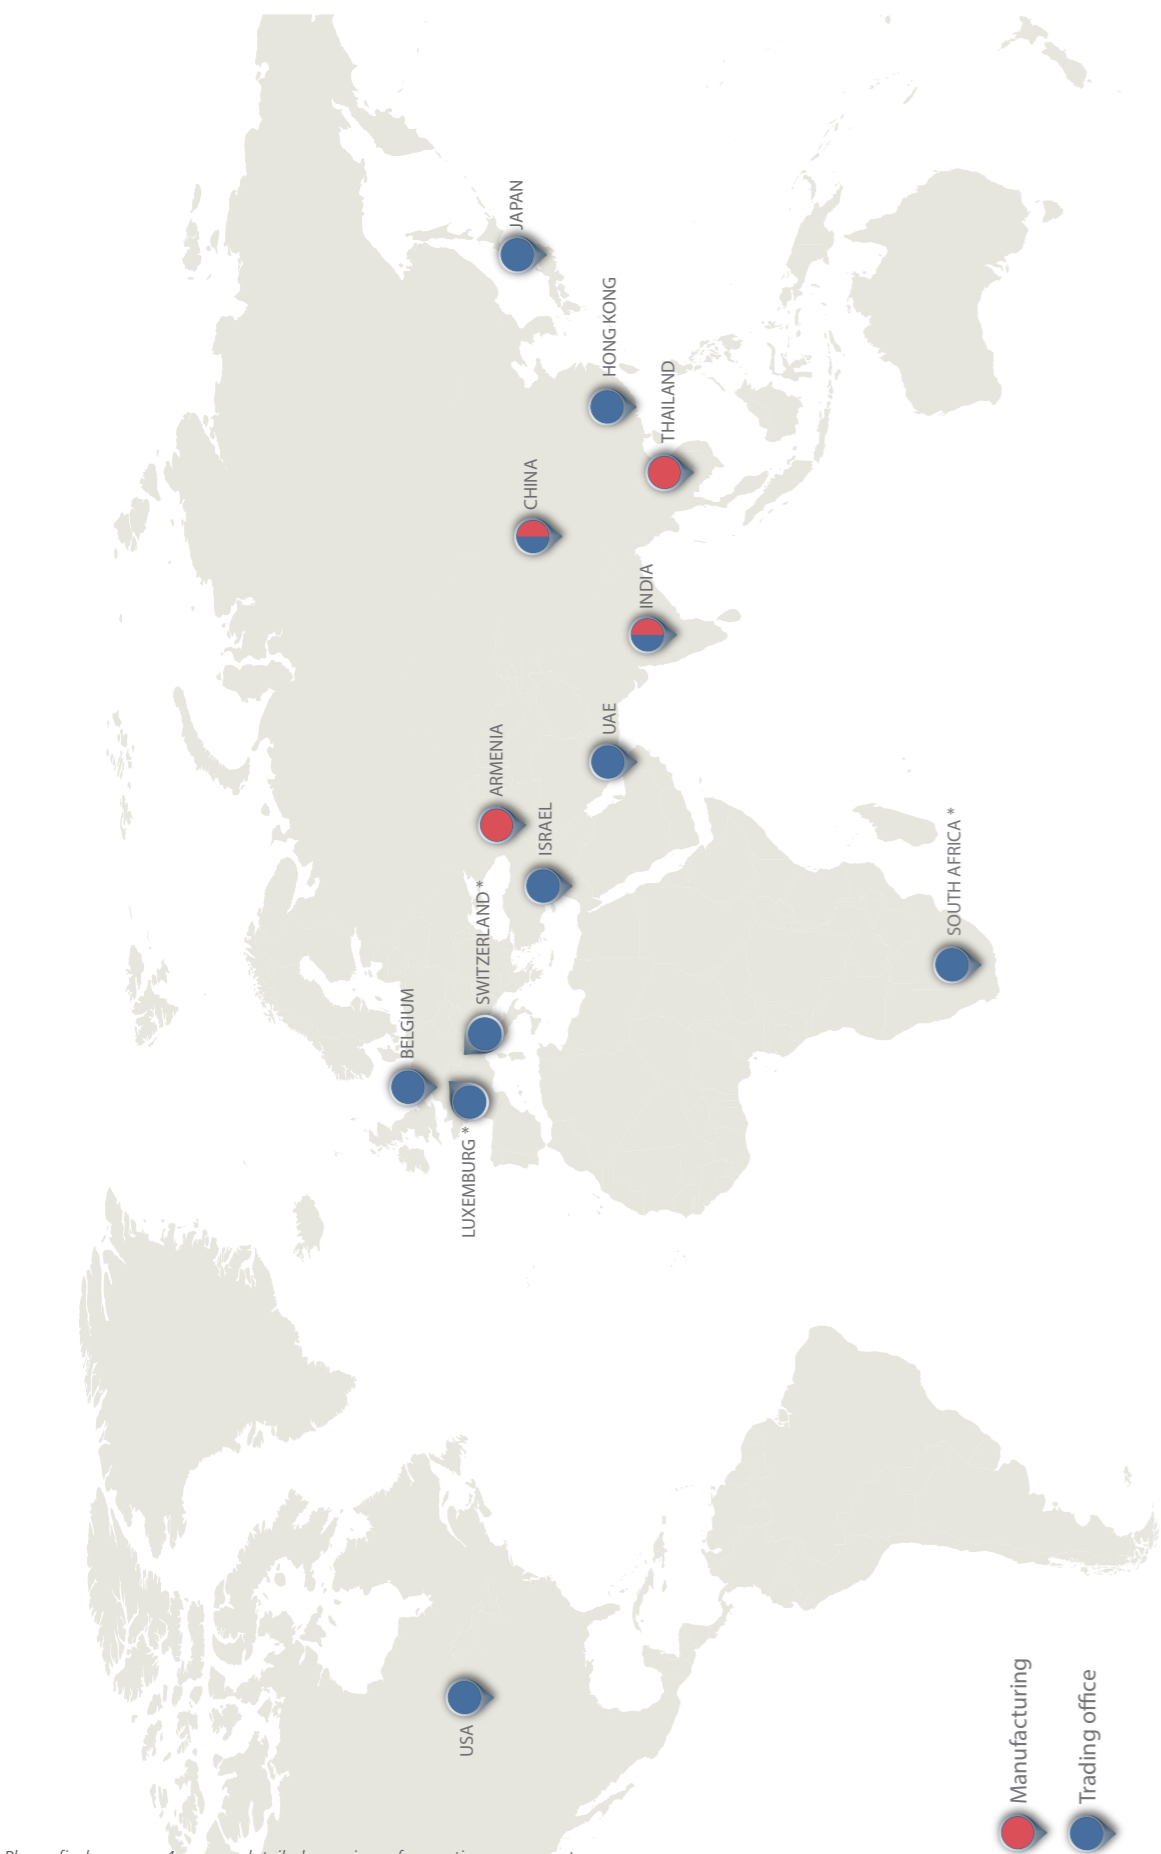 JAPAN
HONG KONG
THAILAND
CHINA
INDIA
UAE
ARMENIA
ISRAEL
SWITZERLAND *
BELGIUM
LUXEMBURG *
SOUTH AFRICA *
USA
Manufacturing
Trading office